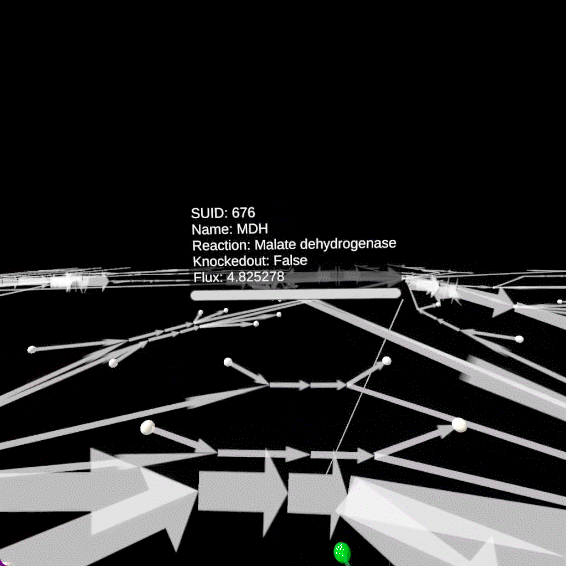 SUID: 676
Name: MDH
Reaction: Malate dehydrogenase
Knockedout: False
Flux: 4.825278